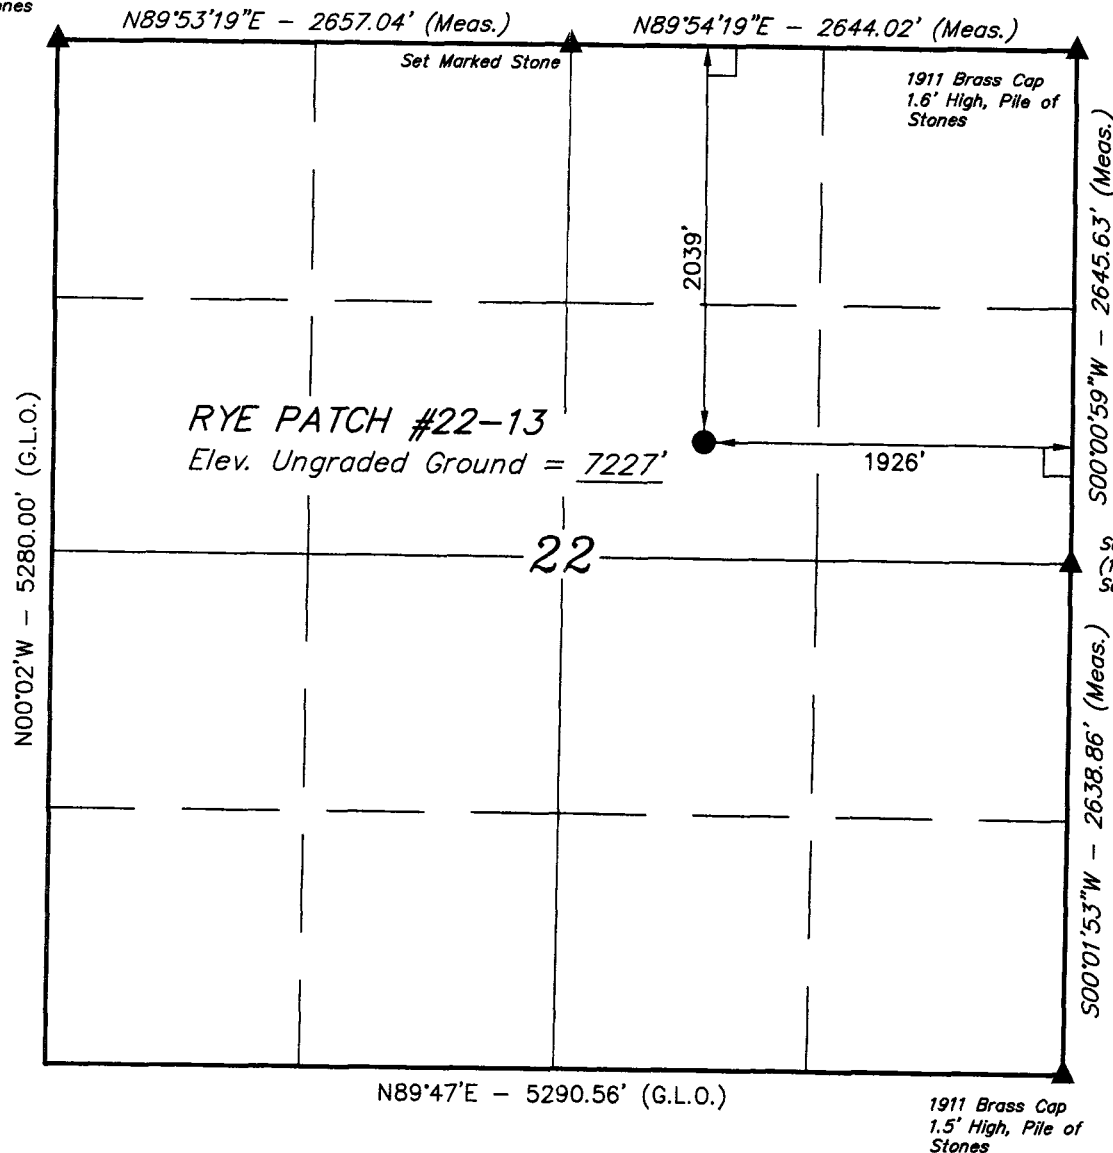 N89°53'19"E - 2657.04' (Meas.)
N89°54'19"E - 2644.02' (Meas.)
Set Marked Stone
1911 Brass Cap
1.6' High, Pile of
Stones
S00°00'59"W - 2645.63' (Meas.)
2039'
RYE PATCH #22-13
Elev. Ungraded Ground = 7227'
1926'
N00°02'W - 5280.00' (G.L.O.)
22
S00°01'53"W - 2638.86' (Meas.)
N89°47'E - 5290.56' (G.L.O.)
1911 Brass Cap
1.5' High, Pile of
Stones